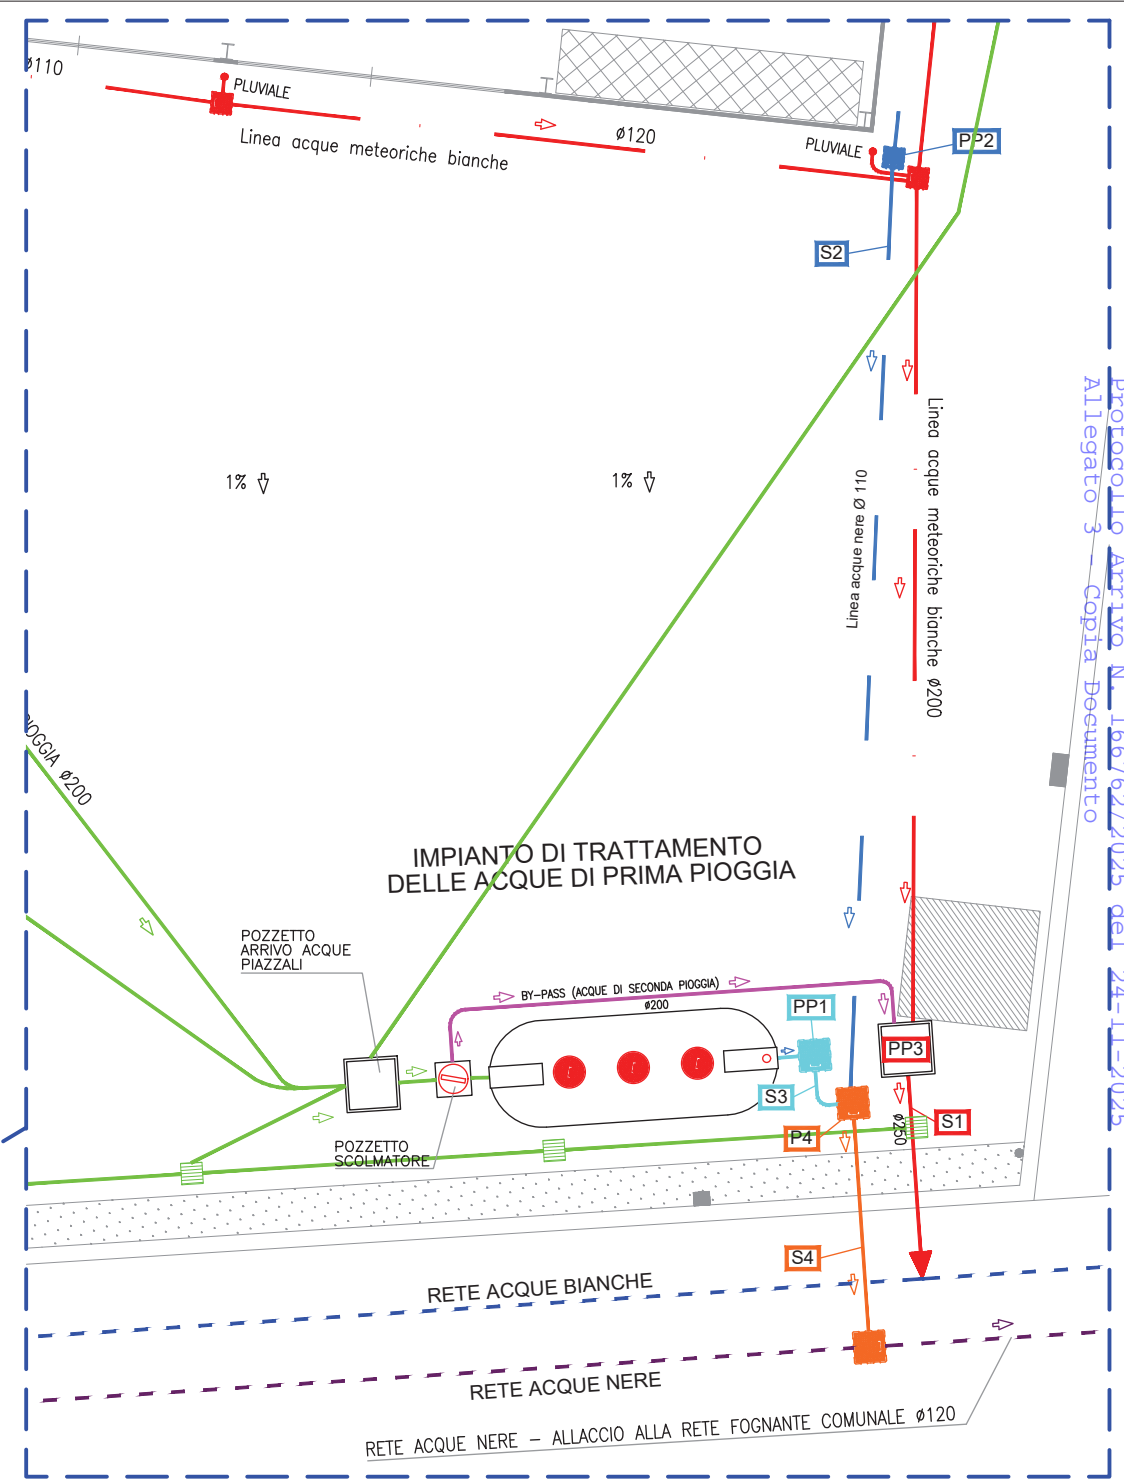 ø110
PLUVIALE
Linea acque meteoriche bianche
ø120
PLUVIALE
PP2
S2
Linea acque meteoriche bianche ø200
Linea acque nere Ø 110
1%
1%
Protocollo Arrivo N. 166762/2025 del 24-11-2025
Allegato 3 - Copia Documento
PIOGGIA ø200
IMPIANTO DI TRATTAMENTO
DELLE ACQUE DI PRIMA PIOGGIA
POZZETTO
ARRIVO ACQUE
PIAZZALI
BY-PASS (ACQUE DI SECONDA PIOGGIA)
ø200
PP1
PP3
S3
S1
P4
ø250
POZZETTO
SCOLMATORE
S4
RETE ACQUE BIANCHE
RETE ACQUE NERE
RETE ACQUE NERE – ALLACCIO ALLA RETE FOGNANTE COMUNALE ø120